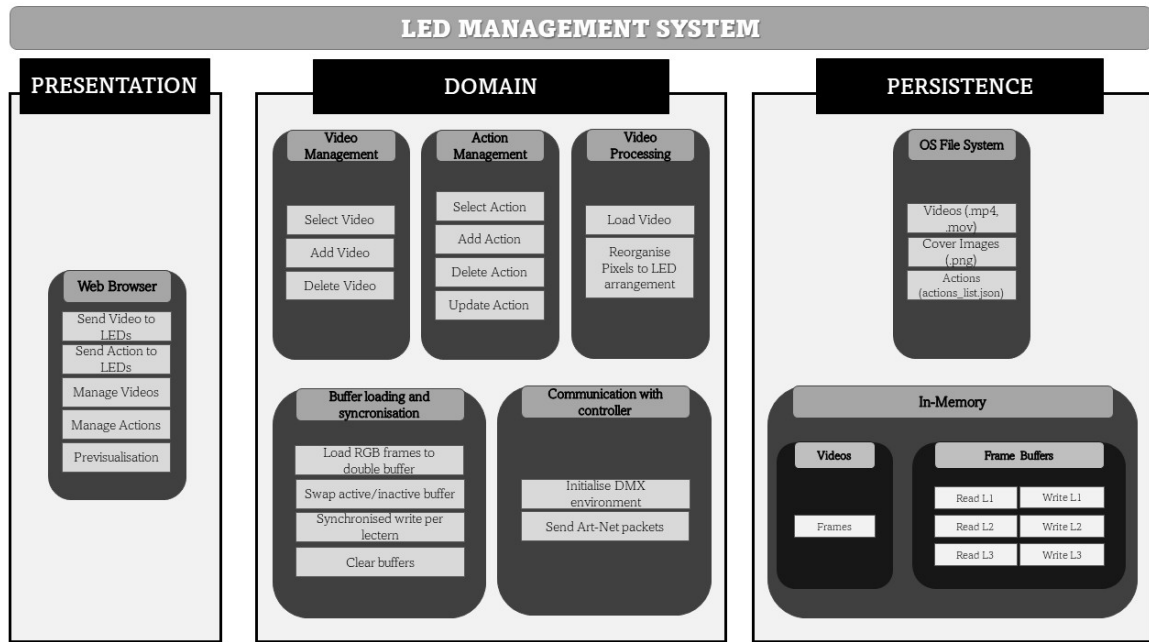 LED MANAGEMENT SYSTEM
PRESENTATION
Web Browser
Send Video to
LEDs
Send Action to
LEDs
Manage Videos
Manage Actions
Previsualisation
DOMAIN
Video
Management
Select Video
Add Video
Delete Video
Action
Management
Select Action
Add Action
Delete Action
Update Action
Video
Processing
Load Video
Reorganise
Pixels to LED
arrangement
Buffer loading and
syncronisation
Load RGB frames to
double buffer
Swap active/inactive buffer
Synchronised write per
lectern
Clear buffers
Communication with
controller
Initialise DMX
environment
Send Art-Net packets
PERSISTENCE
OS File System
Videos (.mp4,
.mov)
Cover Images
(.png)
Actions
(actions_list.json)
In-Memory
Videos
Frames
Frame Buffers
Read L1
Write L1
Read L2
Write L2
Read L3
Write L3